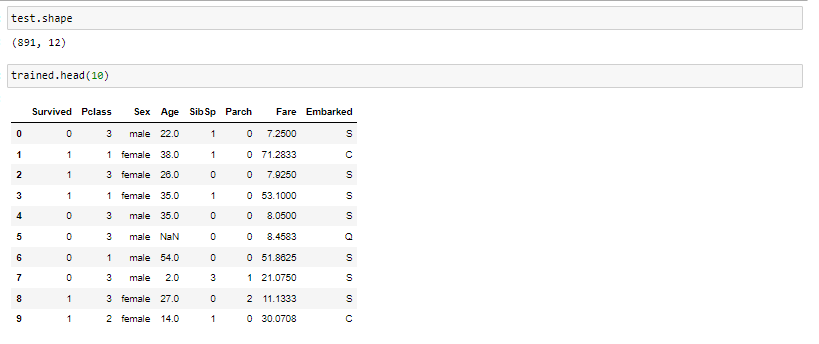 test.shape
(891, 12)
trained.head(10)
Survived Pclass Sex Age SibSp Parch Fare Embarked
0 0 3 male 22.0 1 0 7.2500 S
1 1 1 female 38.0 1 0 71.2833 C
2 1 3 female 26.0 0 0 7.9250 S
3 1 1 female 35.0 1 0 53.1000 S
4 0 3 male 35.0 0 0 8.0500 S
5 0 3 male NaN 0 0 8.4583 Q
6 0 1 male 54.0 0 0 51.8625 S
7 0 3 male 2.0 3 1 21.0750 S
8 1 3 female 27.0 0 2 11.1333 S
9 1 2 female 14.0 1 0 30.0708 C